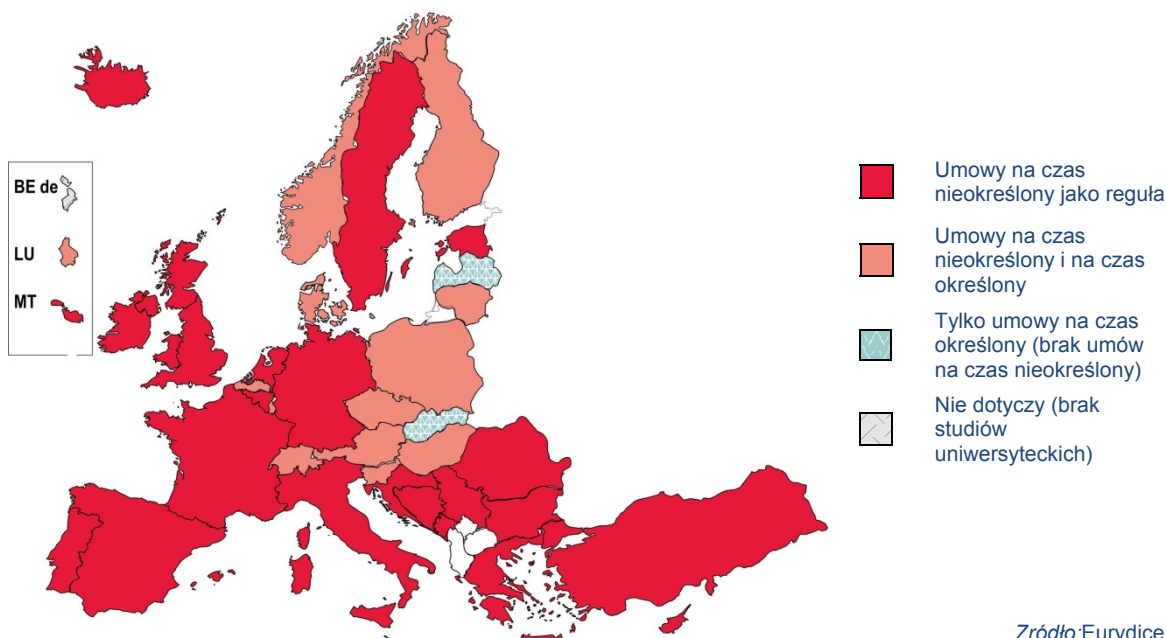 BE de
LU
MT
Umowy na czas
nieokreślony jako reguła
Umowy na czas
nieokreślony i na czas
określony
Tylko umowy na czas
określony (brak umów
na czas nieokreślony)
Nie dotyczy (brak
studiów
uniwersyteckich)
Źródło:Eurydice